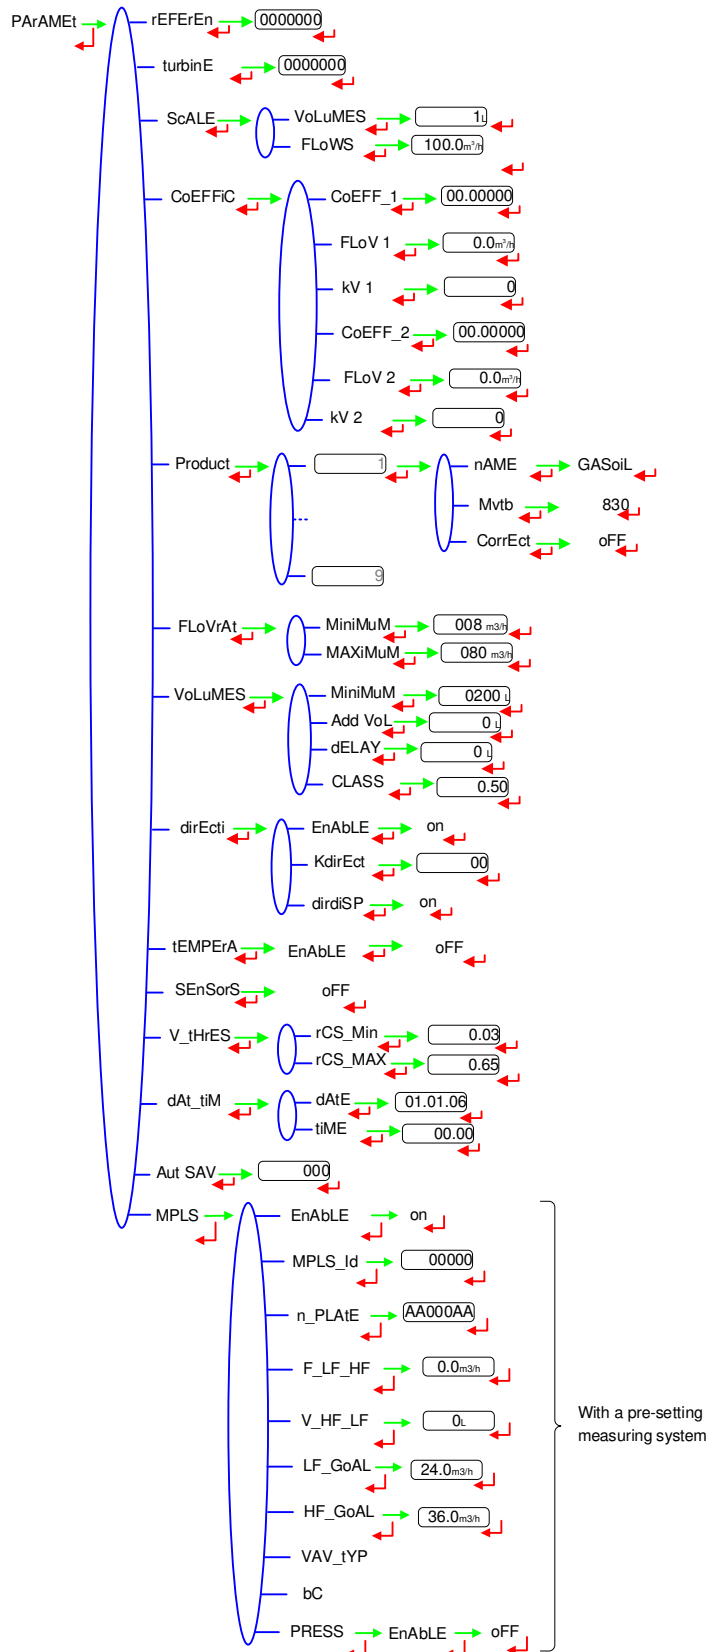 PArAMEt rEFErEn 0000000
turbinE 0000000
ScALE VoLuMES 1L
FLoWS 100.0m³/h
CoEFFiC CoEFF_1 00.00000
FLoV 1 0.0m³/h
kV 1 0
CoEFF_2 00.00000
FLoV 2 0.0m³/h
kV 2 0
Product 1 nAME GASoiL
Mvtb 830
...
CorrEct oFF
9
FLoVrAt MiniMuM 008 m3/h
MAXiMuM 080 m3/h
VoLuMES MiniMuM 0200 L
Add VoL 0 L
dELAY 0 L
CLASS 0.50
dirEcti EnAbLE on
KdirEct 00
dirdiSP on
tEMPErA EnAbLE oFF
SEnSorS oFF
V_tHrES rCS_Min 0.03
rCS_MAX 0.65
dAt_tiM dAtE 01.01.06
tiME 00.00
Aut SAV 000
MPLS EnAbLE on
MPLS_Id 00000
n_PLAtE AA000AA
F_LF_HF 0.0m3/h
V_HF_LF 0L
With a pre-setting
measuring system
LF_GoAL 24.0m3/h
HF_GoAL 36.0m3/h
VAV_tYP
bC
PRESS EnAbLE oFF